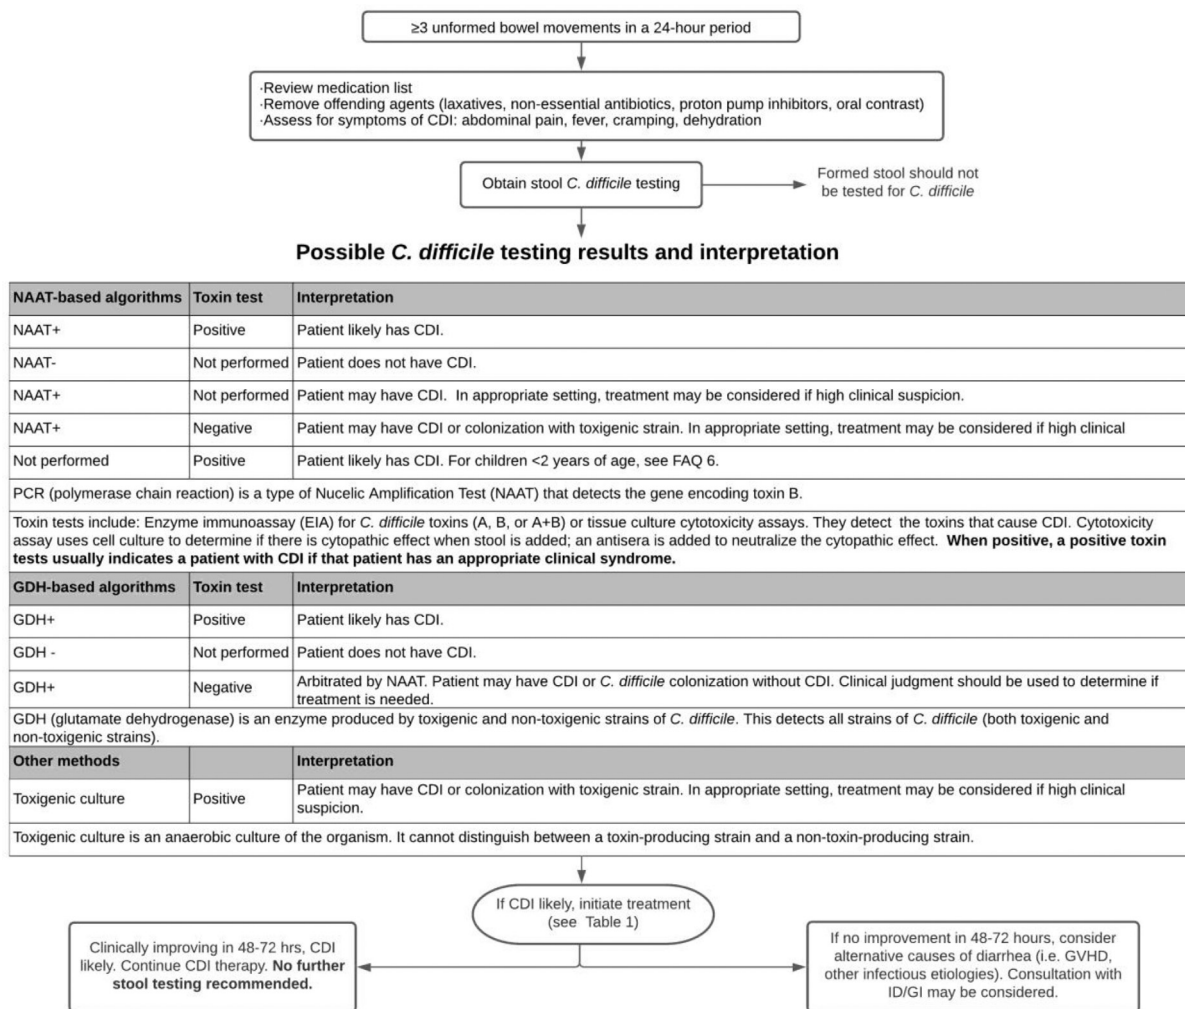 ≥3 unformed bowel movements in a 24-hour period
·Review medication list
·Remove offending agents (laxatives, non-essential antibiotics, proton pump inhibitors, oral contrast)
·Assess for symptoms of CDI: abdominal pain, fever, cramping, dehydration
Obtain stool C. difficile testing
Formed stool should not
be tested for C. difficile
Possible C. difficile testing results and interpretation
NAAT-based algorithms Toxin test Interpretation
NAAT+ Positive Patient likely has CDI.
NAAT- Not performed Patient does not have CDI.
NAAT+ Not performed Patient may have CDI. In appropriate setting, treatment may be considered if high clinical suspicion.
NAAT+ Negative Patient may have CDI or colonization with toxigenic strain. In appropriate setting, treatment may be considered if high clinical
Not performed Positive Patient likely has CDI. For children <2 years of age, see FAQ 6.
PCR (polymerase chain reaction) is a type of Nucelic Amplification Test (NAAT) that detects the gene encoding toxin B.
Toxin tests include: Enzyme immunoassay (EIA) for C. difficile toxins (A, B, or A+B) or tissue culture cytotoxicity assays. They detect the toxins that cause CDI. Cytotoxicity
assay uses cell culture to determine if there is cytopathic effect when stool is added; an antisera is added to neutralize the cytopathic effect. When positive, a positive toxin
tests usually indicates a patient with CDI if that patient has an appropriate clinical syndrome.
GDH-based algorithms Toxin test Interpretation
GDH+ Positive Patient likely has CDI.
GDH - Not performed Patient does not have CDI.
GDH+ Negative Arbitrated by NAAT. Patient may have CDI or C. difficile colonization without CDI. Clinical judgment should be used to determine if
treatment is needed.
GDH (glutamate dehydrogenase) is an enzyme produced by toxigenic and non-toxigenic strains of C. difficile. This detects all strains of C. difficile (both toxigenic and
non-toxigenic strains).
Other methods Interpretation
Toxigenic culture Positive Patient may have CDI or colonization with toxigenic strain. In appropriate setting, treatment may be considered if high clinical
suspicion.
Toxigenic culture is an anaerobic culture of the organism. It cannot distinguish between a toxin-producing strain and a non-toxin-producing strain.
If CDI likely, initiate treatment
(see Table 1)
Clinically improving in 48-72 hrs, CDI
likely. Continue CDI therapy. No further
stool testing recommended.
If no improvement in 48-72 hours, consider
alternative causes of diarrhea (i.e. GVHD,
other infectious etiologies). Consultation with
ID/GI may be considered.